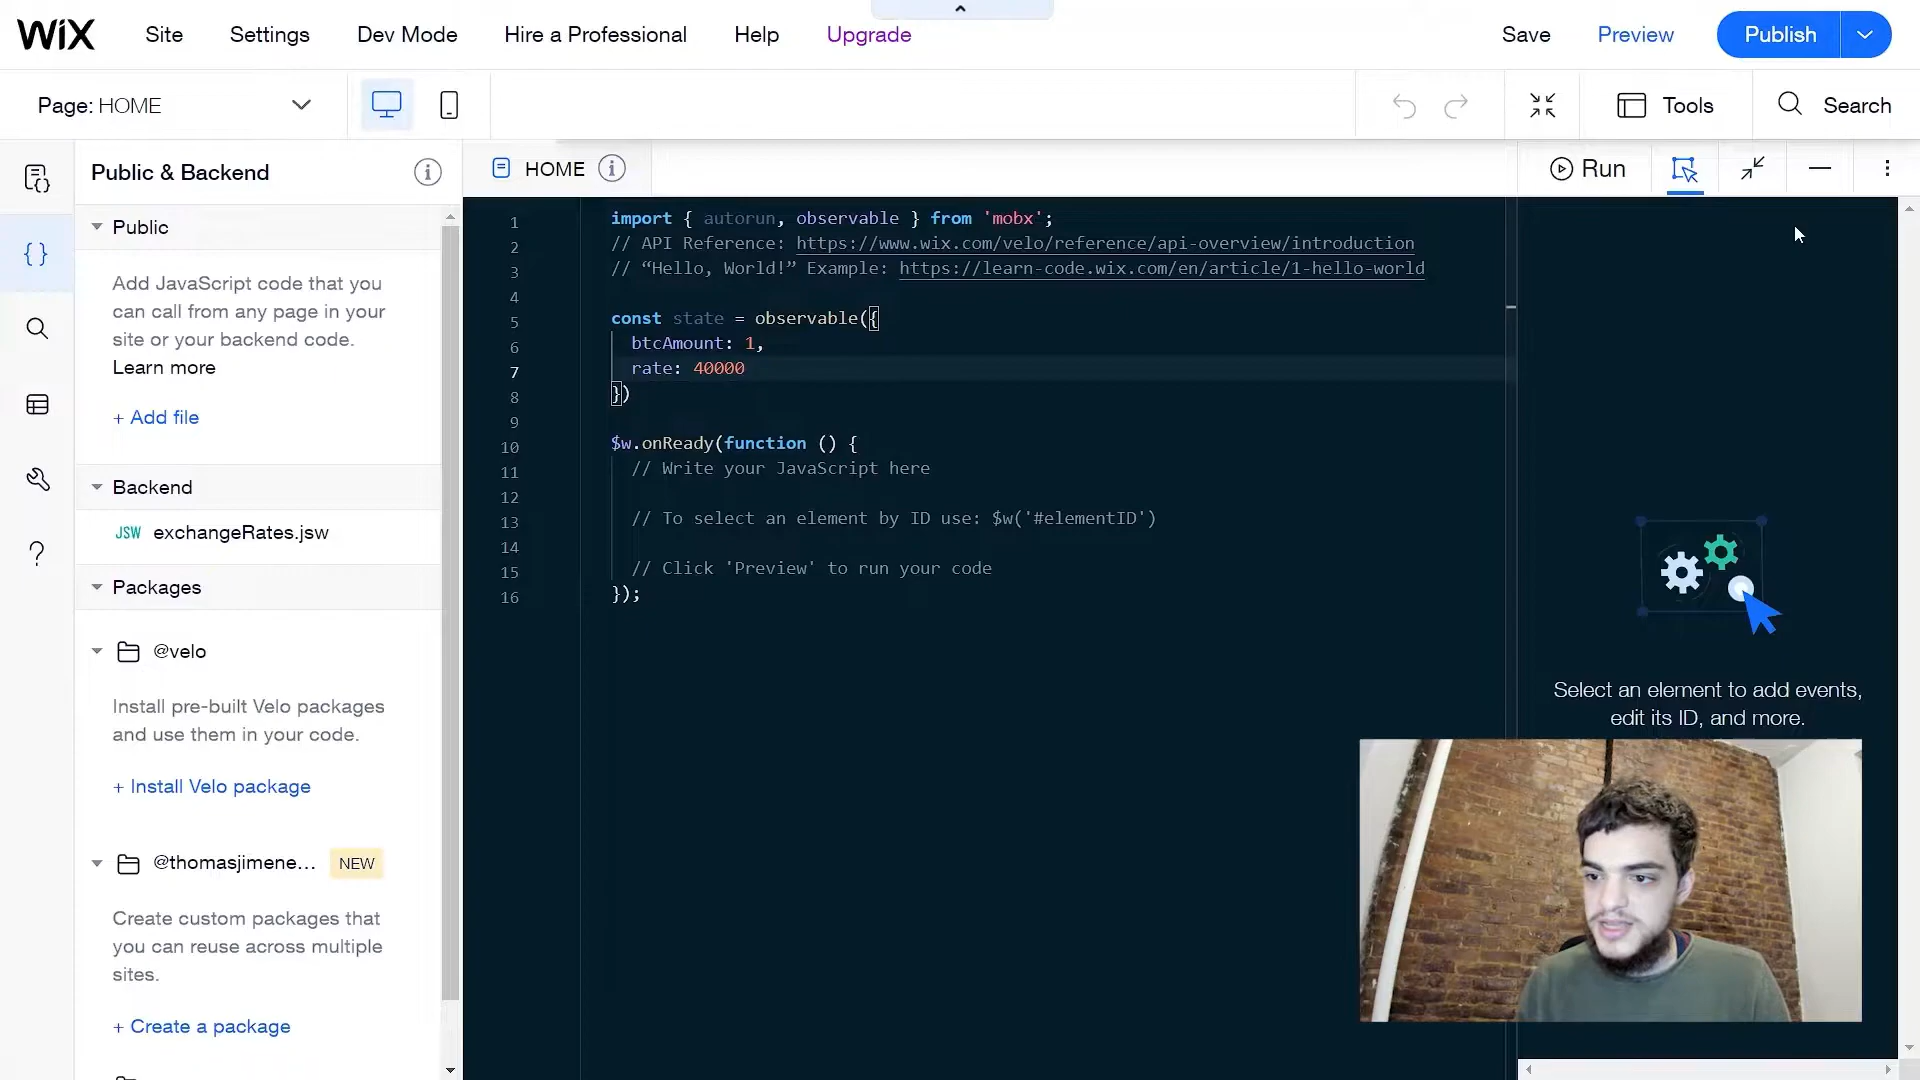 WiX
Site
Settings
Dev Mode
Hire a Professional
Help
Upgrade
Save
Preview
Publish
Page: HOME
Tools
Search
Public & Backend
Public
Add JavaScript code that you
can call from any page in your
site or your backend code.
Learn more
+ Add file
Backend
JSW exchangeRates.jsw
Packages
@velo
Install pre-built Velo packages
and use them in your code.
+ Install Velo package
@thomasjimene... NEW
Create custom packages that
you can reuse across multiple
sites.
+ Create a package
HOME
Run
1 import { autorun, observable } from 'mobx';
2 // API Reference: https://www.wix.com/velo/reference/api-overview/introduction
3 // “Hello, World!” Example: https://learn-code.wix.com/en/article/1-hello-world
4
5 const state = observable({
6 btcAmount: 1,
7 rate: 40000
8 })
9
10 $w.onReady(function () {
11 // Write your JavaScript here
12
13 // To select an element by ID use: $w('#elementID')
14
15 // Click 'Preview' to run your code
16 });
Select an element to add events,
edit its ID, and more.